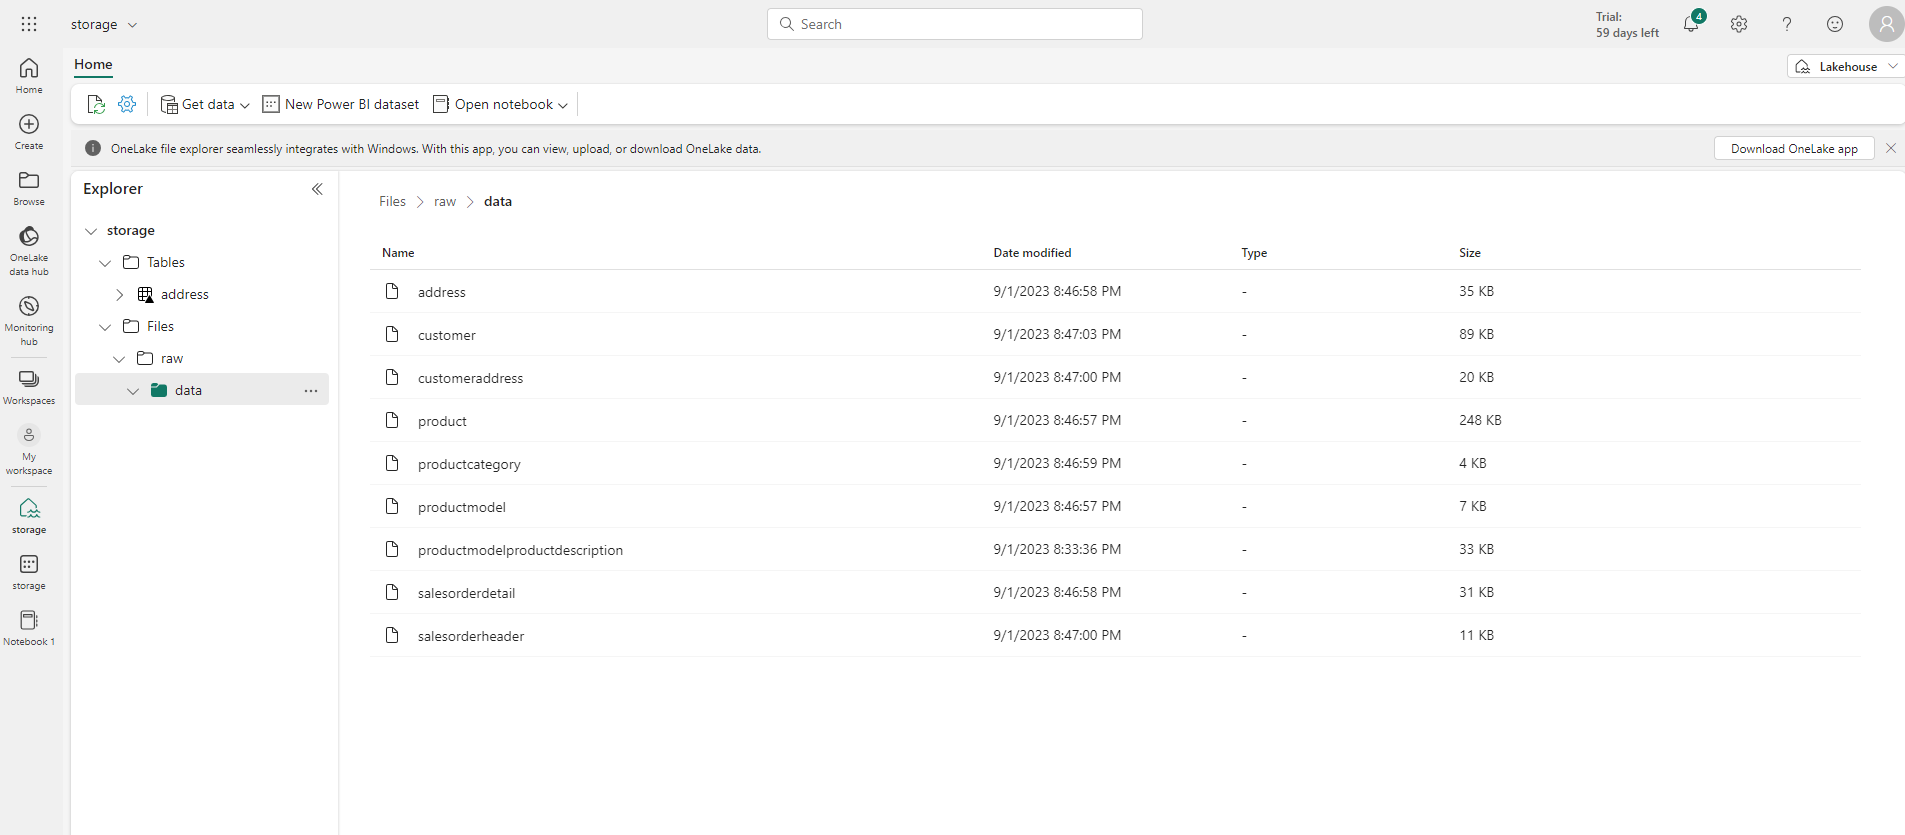 storage
Search
Trial:
59 days left
4
Home
Lakehouse
Get data
New Power BI dataset
Open notebook
OneLake file explorer seamlessly integrates with Windows. With this app, you can view, upload, or download OneLake data.
Download OneLake app
Home
Create
Browse
OneLake
data hub
Monitoring
hub
Workspaces
My
workspace
storage
storage
Notebook 1
Explorer
storage
Tables
address
Files
raw
data
...
Files > raw > data
Name Date modified Type Size
address 9/1/2023 8:46:58 PM - 35 KB
customer 9/1/2023 8:47:03 PM - 89 KB
customeraddress 9/1/2023 8:47:00 PM - 20 KB
product 9/1/2023 8:46:57 PM - 248 KB
productcategory 9/1/2023 8:46:59 PM - 4 KB
productmodel 9/1/2023 8:46:57 PM - 7 KB
productmodelproductdescription 9/1/2023 8:33:36 PM - 33 KB
salesorderdetail 9/1/2023 8:46:58 PM - 31 KB
salesorderheader 9/1/2023 8:47:00 PM - 11 KB